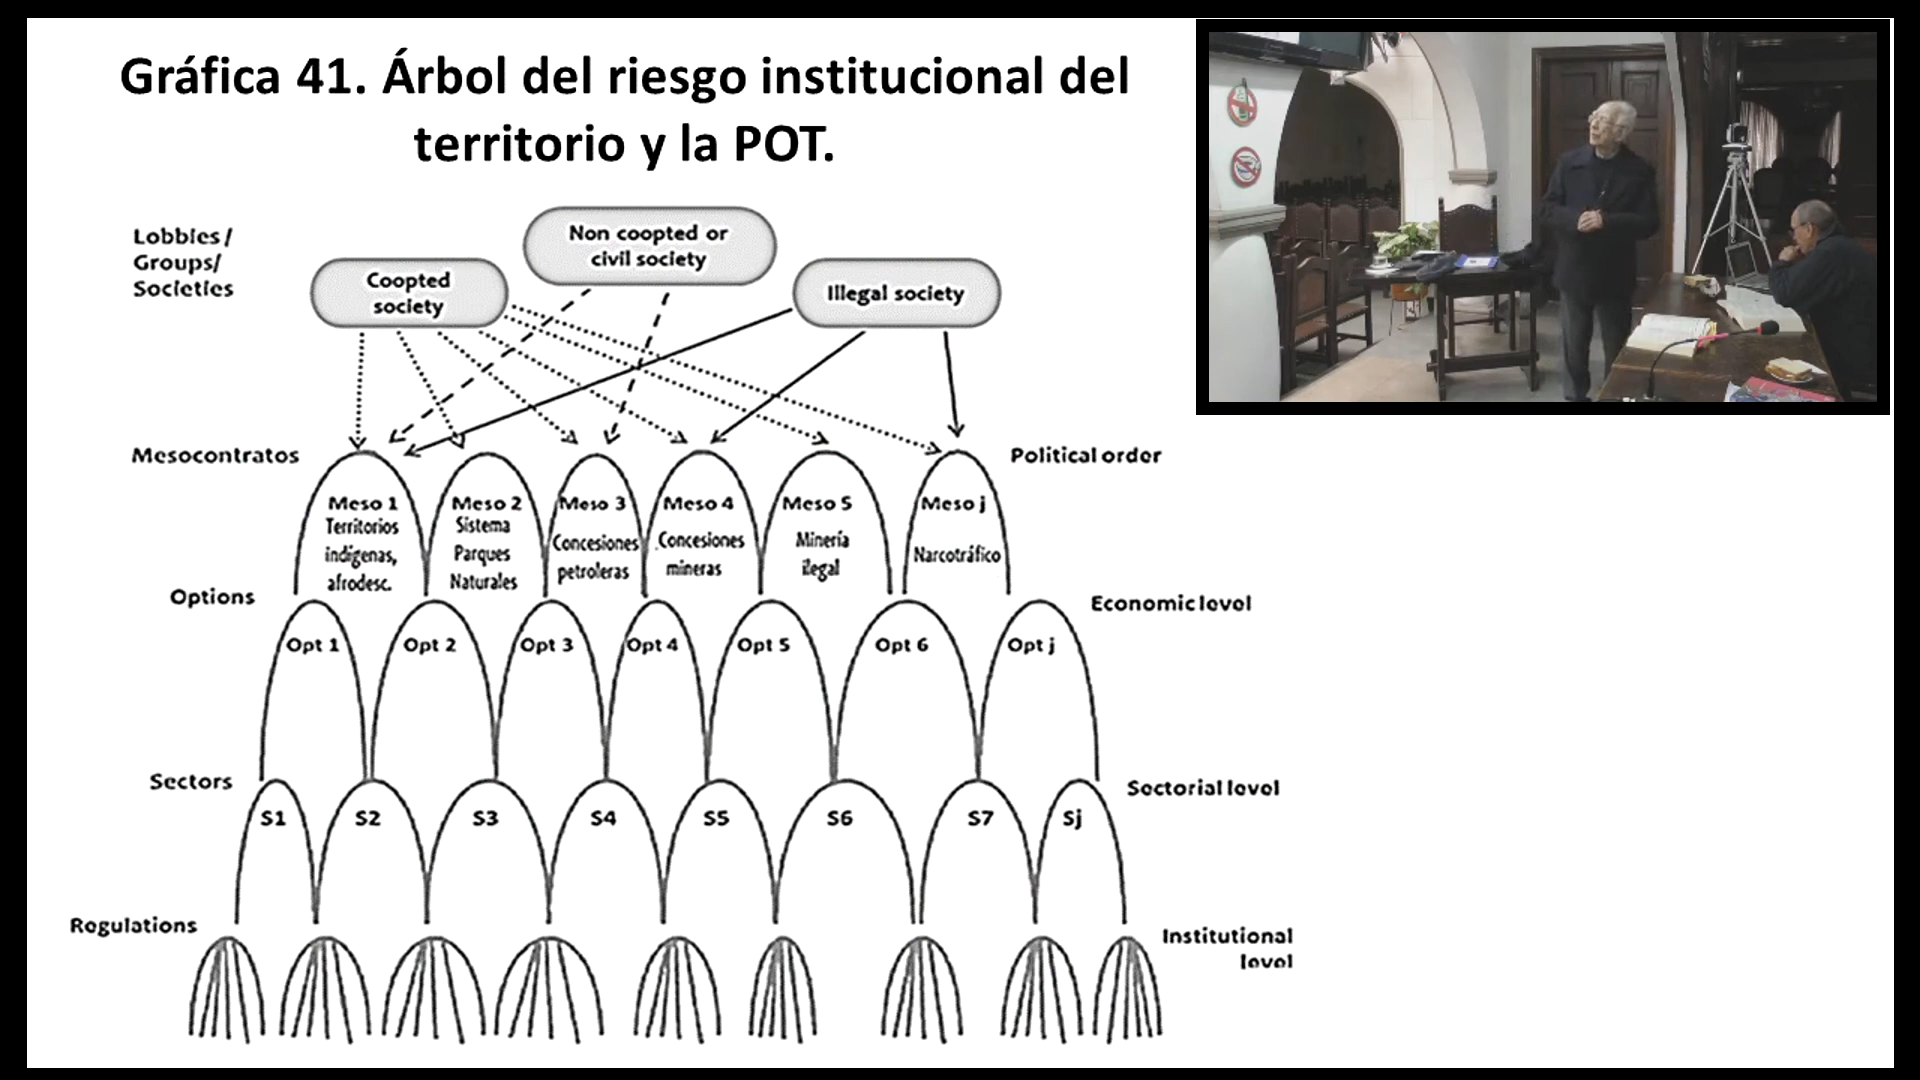 Gráfica 41. Árbol del riesgo institucional del
territorio y la POT.
Lobbies /
Groups/
Societies
Non coopted or
civil society
Coopted
society
Illegal society
Mesocontratos
Political order
Meso 1
Territorios
indígenas,
afrodesc.
Meso 2
Sistema
Parques
Naturales
Meso 3
Concesiones
petroleras
Meso 4
Concesiones
mineras
Meso 5
Minería
ilegal
Meso j
Narcotráfico
Options
Economic level
Opt 1
Opt 2
Opt 3
Opt 4
Opt 5
Opt 6
Opt j
Sectors
Sectorial level
S1
S2
S3
S4
S5
S6
S7
Sj
Regulations
Institutional
level